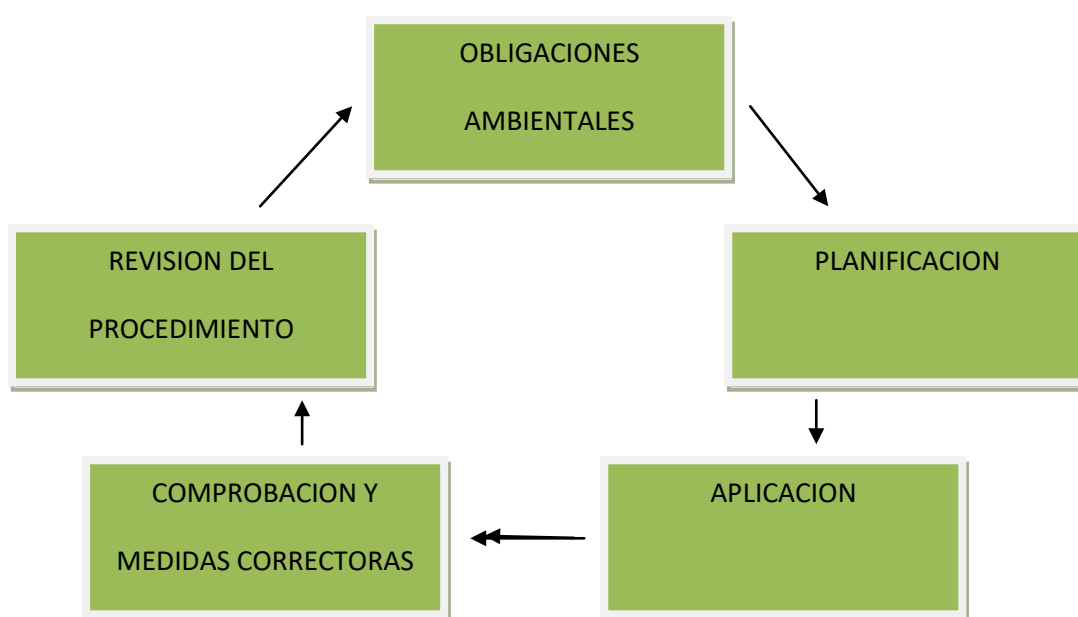 OBLIGACIONES
AMBIENTALES
PLANIFICACION
APLICACION
COMPROBACION Y
MEDIDAS CORRECTORAS
REVISION DEL
PROCEDIMIENTO